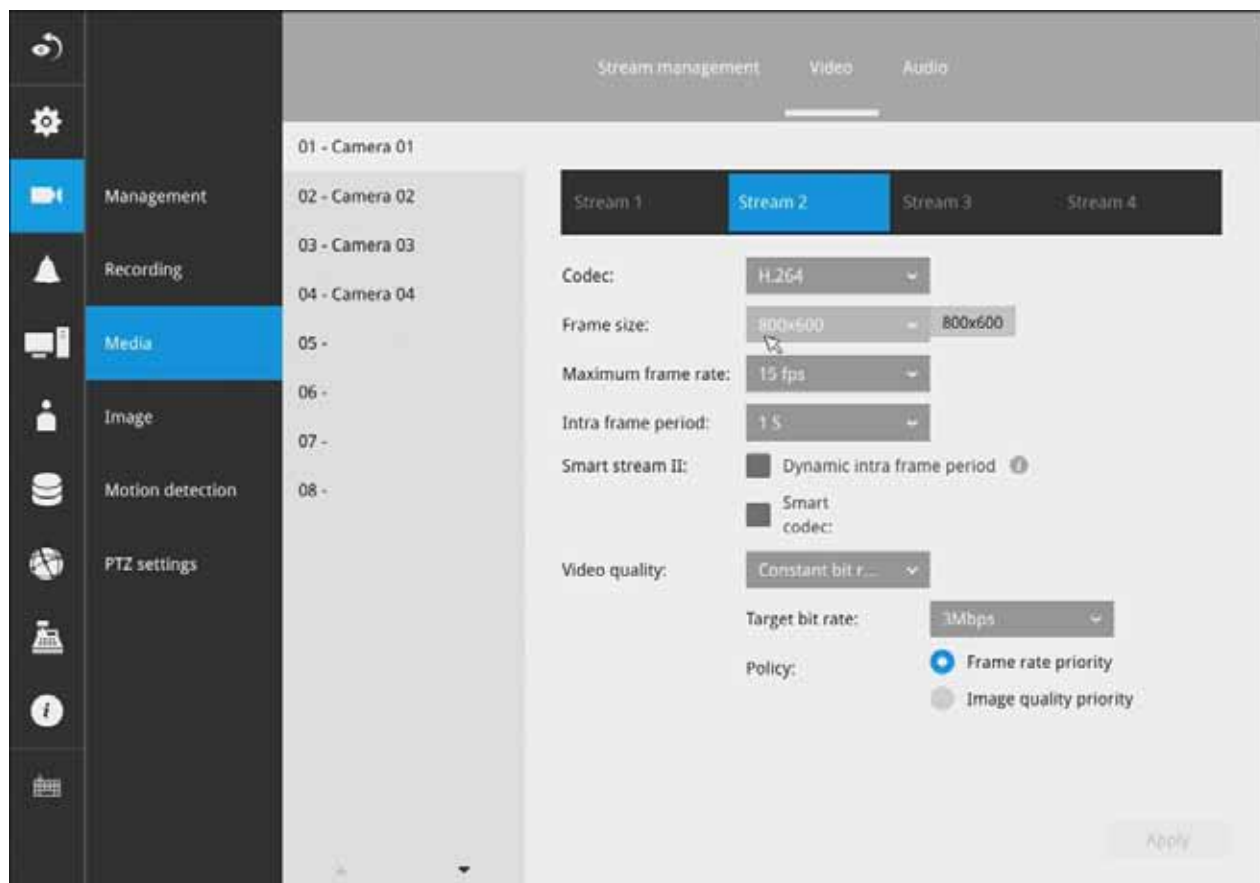 Stream management Video Audio
01 - Camera 01
02 - Camera 02
03 - Camera 03
04 - Camera 04
05 -
06 -
07 -
08 -
Management
Recording
Media
Image
Motion detection
PTZ settings
Stream 1 Stream 2 Stream 3 Stream 4
Codec: H.264
Frame size: 800x600 800x600
Maximum frame rate: 15 fps
Intra frame period: 1 S
Smart stream II: Dynamic intra frame period i
Smart
codec:
Video quality: Constant bit r...
Target bit rate: 3Mbps
Policy: Frame rate priority
Image quality priority
Apply
i